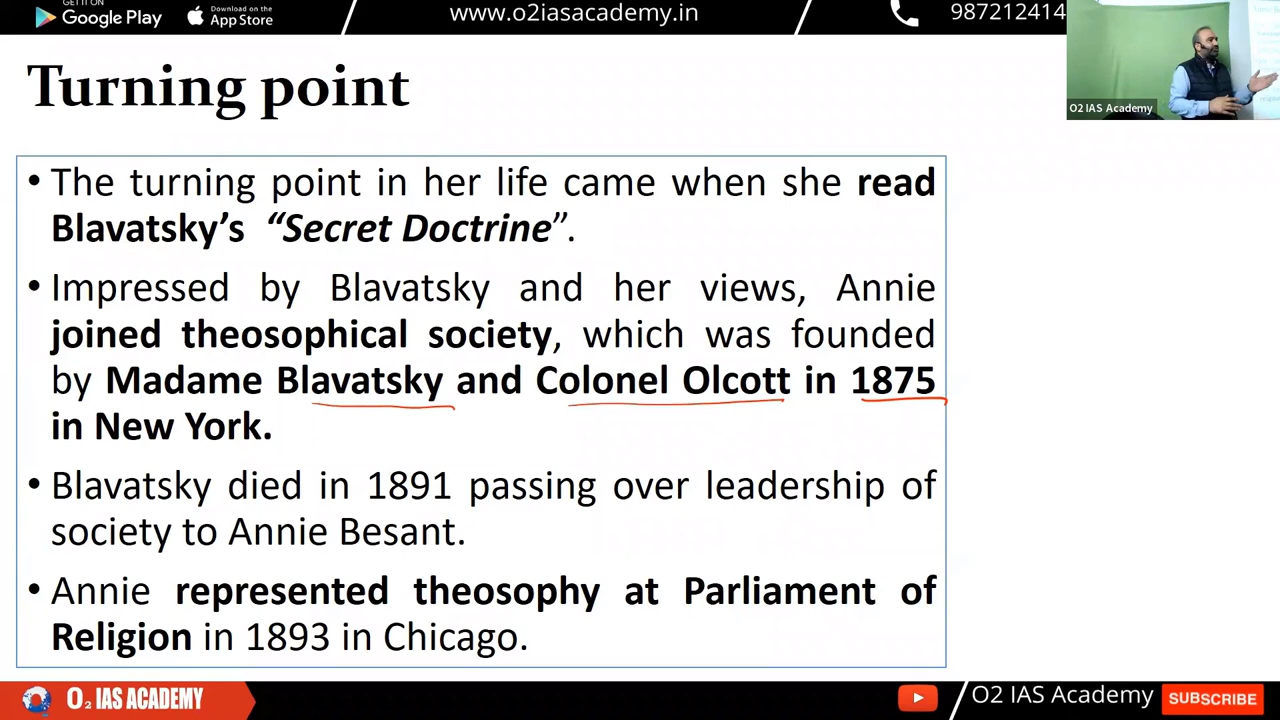 GET IT ON
Google Play
Download on the
App Store
www.o2iasacademy.in
987212414
O2 IAS Academy
Turning point
• The turning point in her life came when she read
Blavatsky's "Secret Doctrine".
• Impressed by Blavatsky and her views, Annie
joined theosophical society, which was founded
by Madame Blavatsky and Colonel Olcott in 1875
in New York.
• Blavatsky died in 1891 passing over leadership of
society to Annie Besant.
• Annie represented theosophy at Parliament of
Religion in 1893 in Chicago.
O2 IAS ACADEMY
O2 IAS Academy
SUBSCRIBE